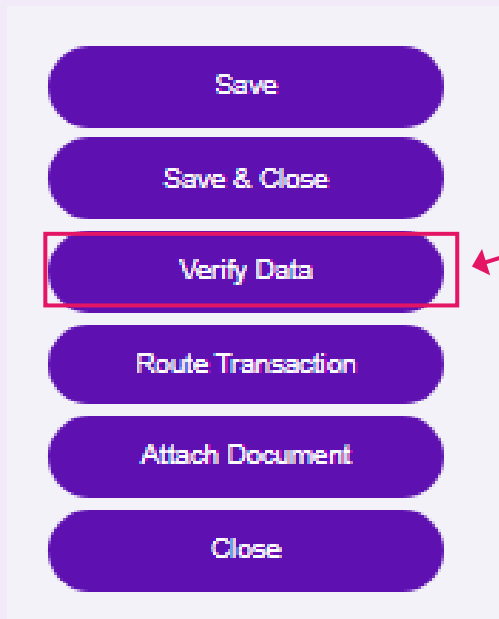 Save
Save & Close
Verify Data
Route Transaction
Attach Document
Close